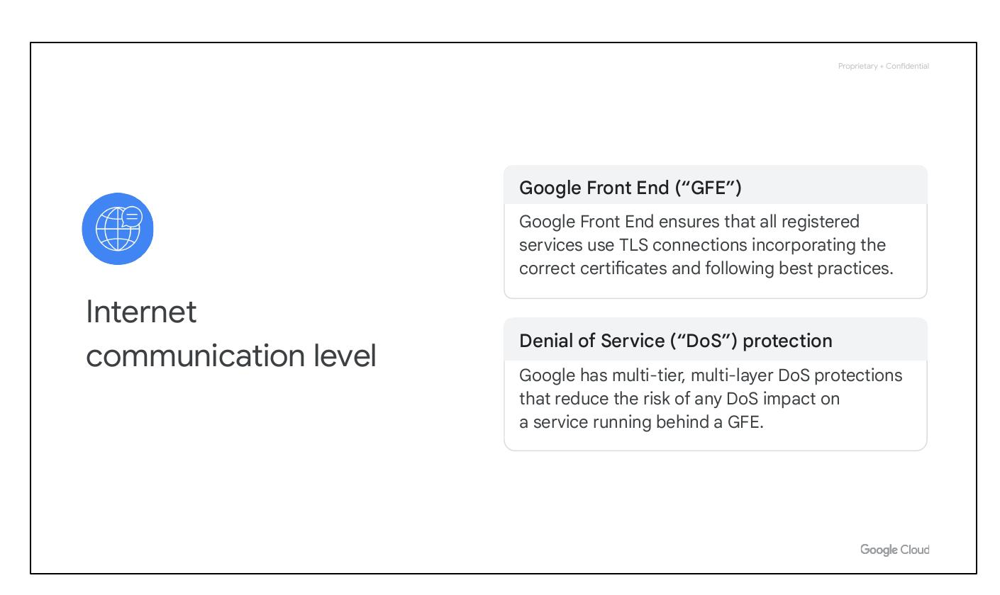 Proprietary + Confidential
Internet
communication level
Google Front End (“GFE”)
Google Front End ensures that all registered
services use TLS connections incorporating the
correct certificates and following best practices.
Denial of Service (“DoS”) protection
Google has multi-tier, multi-layer DoS protections
that reduce the risk of any DoS impact on
a service running behind a GFE.
Google Cloud